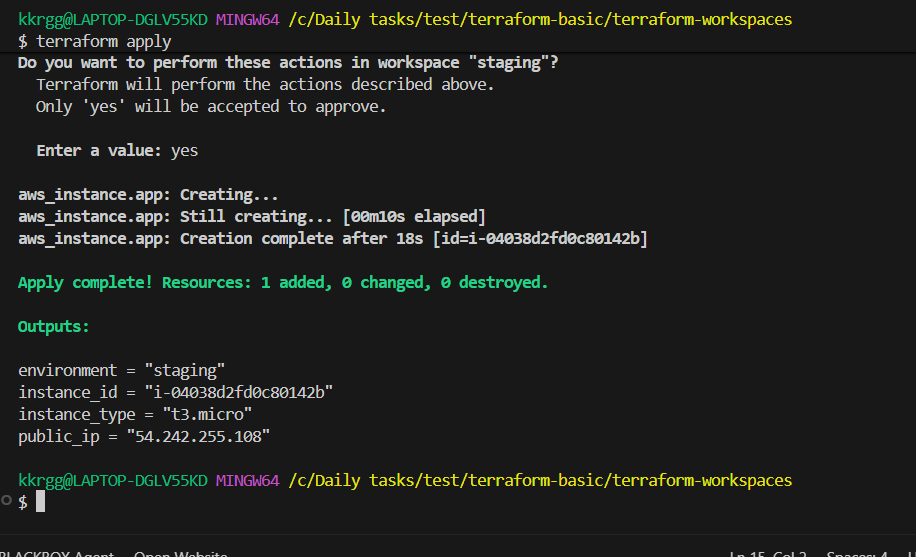 kkrgg@LAPTOP-DGLV55KD MINGW64 /c/Daily tasks/test/terraform-basic/terraform-workspaces
$ terraform apply
Do you want to perform these actions in workspace "staging"?
Terraform will perform the actions described above.
Only 'yes' will be accepted to approve.
Enter a value: yes
aws_instance.app: Creating...
aws_instance.app: Still creating... [00m10s elapsed]
aws_instance.app: Creation complete after 18s [id=i-04038d2fd0c80142b]
Apply complete! Resources: 1 added, 0 changed, 0 destroyed.
Outputs:
environment = "staging"
instance_id = "i-04038d2fd0c80142b"
instance_type = "t3.micro"
public_ip = "54.242.255.108"
kkrgg@LAPTOP-DGLV55KD MINGW64 /c/Daily tasks/test/terraform-basic/terraform-workspaces
$
BLACKBOX Agent Open Website Ln 15, Col 2 Spaces: 4